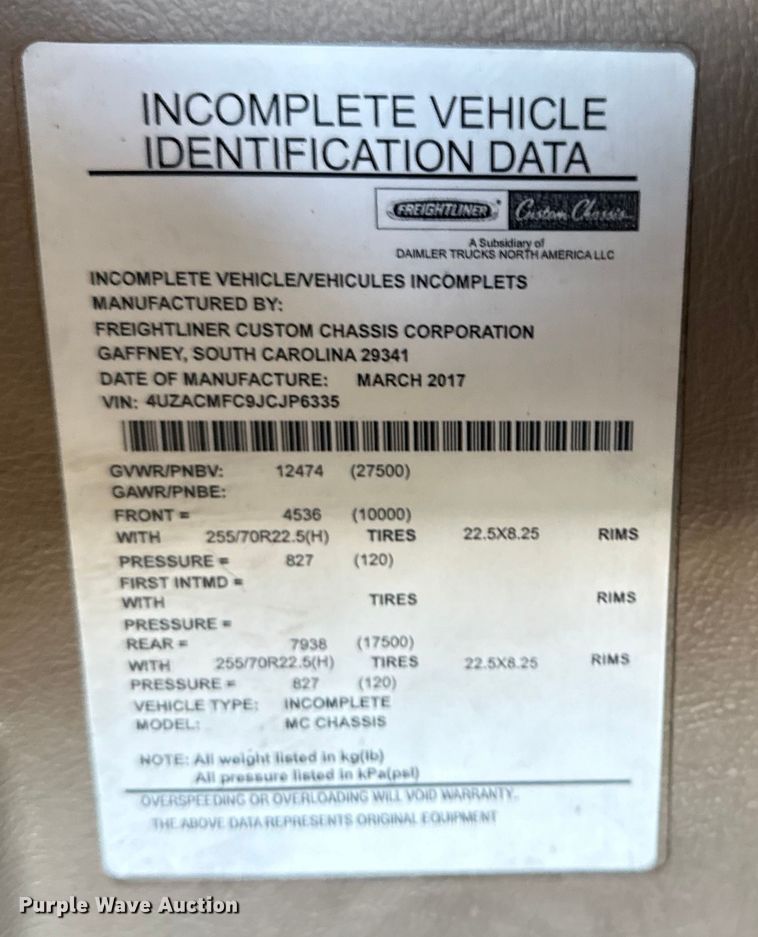 INCOMPLETE VEHICLE
IDENTIFICATION DATA
FREIGHTLINER Custom Chassis
A Subsidiary of
DAIMLER TRUCKS NORTH AMERICA LLC
INCOMPLETE VEHICLE/VEHICULES INCOMPLETS
MANUFACTURED BY:
FREIGHTLINER CUSTOM CHASSIS CORPORATION
GAFFNEY, SOUTH CAROLINA 29341
DATE OF MANUFACTURE: MARCH 2017
VIN: 4UZACMFC9JCJP6335
GVWR/PNBV: 12474 (27500)
GAWR/PNBE:
FRONT = 4536 (10000)
WITH 255/70R22.5(H) TIRES 22.5X8.25 RIMS
PRESSURE = 827 (120)
FIRST INTMD =
WITH TIRES RIMS
PRESSURE =
REAR = 7938 (17500)
WITH 255/70R22.5(H) TIRES 22.5X8.25 RIMS
PRESSURE = 827 (120)
VEHICLE TYPE: INCOMPLETE
MODEL: MC CHASSIS
NOTE: All weight listed in kg(lb)
All pressure listed in kPa(psi)
OVERSPEEDING OR OVERLOADING WILL VOID WARRANTY.
THE ABOVE DATA REPRESENTS ORIGINAL EQUIPMENT
Purple Wave Auction